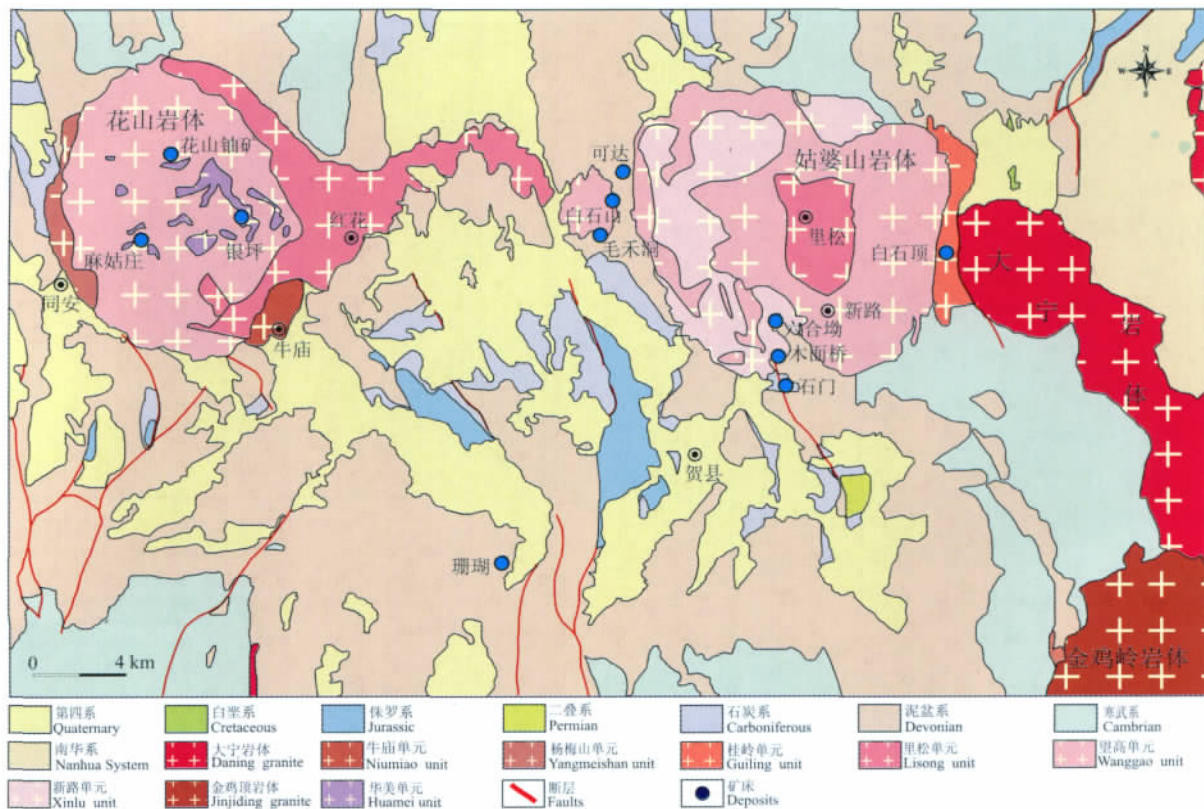 N
W E
S
花山岩体
花山铀矿
银坪
麻姑庄
同安
红花
牛庙
可达
白石山
毛禾洞
姑婆山岩体
里松
新路
白石顶
大宁岩体
木面桥
石门
贺县
珊瑚
金鸡岭岩体
0 4 km
第四系 白垩系 侏罗系 二叠系 石炭系 泥盆系 寒武系
Quaternary Cretaceous Jurassic Permian Carboniferous Devonian Cambrian
南华系 大宁岩体 牛庙单元 杨梅山单元 桂岭单元 里松单元 望高单元
Nanhua System Daning granite Niumiao unit Yangmeishan unit Guiling unit Lisong unit Wanggao unit
新路单元 金鸡顶岩体 华美单元 断层 矿床
Xinlu unit Jinjiding granite Huamei unit Faults Deposits